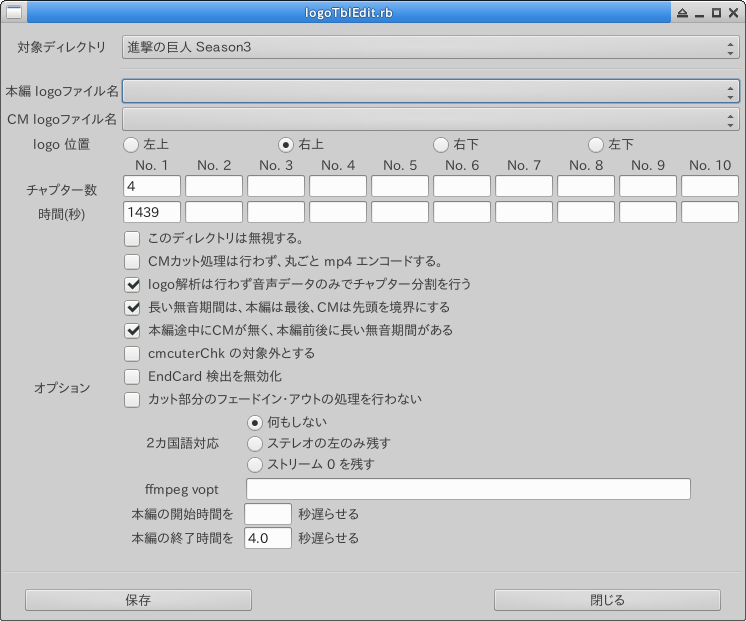 logoTblEdit.rb
対象ディレクトリ 進撃の巨人 Season3
本編 logoファイル名
CM logoファイル名
logo 位置 左上 右上 右下 左下
No. 1 No. 2 No. 3 No. 4 No. 5 No. 6 No. 7 No. 8 No. 9 No. 10
チャプター数 4
時間(秒) 1439
このディレクトリは無視する。
CMカット処理は行わず、丸ごと mp4 エンコードする。
logo解析は行わず音声データのみでチャプター分割を行う
長い無音期間は、本編は最後、CMは先頭を境界にする
本編途中にCMが無く、本編前後に長い無音期間がある
cmcuterChk の対象外とする
EndCard 検出を無効化
オプション
カット部分のフェードイン・アウトの処理を行わない
何もしない
2カ国語対応 ステレオの左のみ残す
ストリーム 0 を残す
ffmpeg vopt
本編の開始時間を 秒遅らせる
本編の終了時間を 4.0 秒遅らせる
保存 閉じる